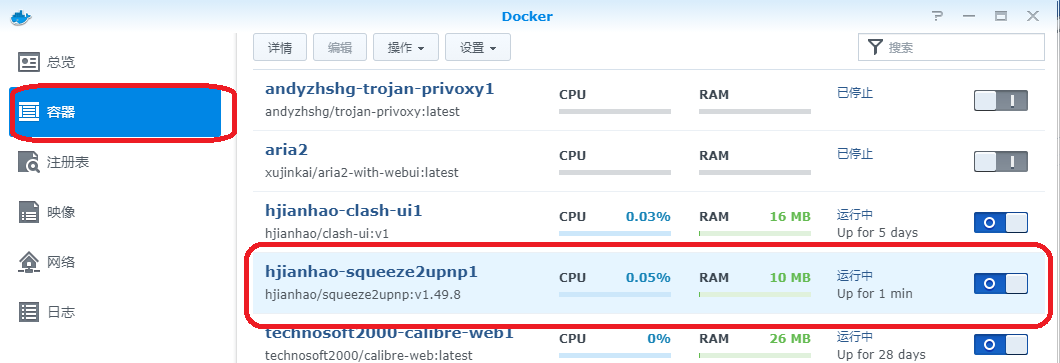 Docker
总览
容器
注册表
映像
网络
日志
详情 编辑 操作 设置 搜索
andyzhshg-trojan-privoxy1
andyzhshg/trojan-privoxy:latest
CPU RAM 已停止
aria2
xujinkai/aria2-with-webui:latest
CPU RAM 已停止
hjianhao-clash-ui1
hjianhao/clash-ui:v1
CPU 0.03% RAM 16 MB 运行中
Up for 5 days
hjianhao-squeeze2upnp1
hjianhao/squeeze2upnp:v1.49.8
CPU 0.05% RAM 10 MB 运行中
Up for 1 min
technosoft2000-calibre-web1
technosoft2000/calibre-web:latest
CPU 0% RAM 26 MB 运行中
Up for 28 days